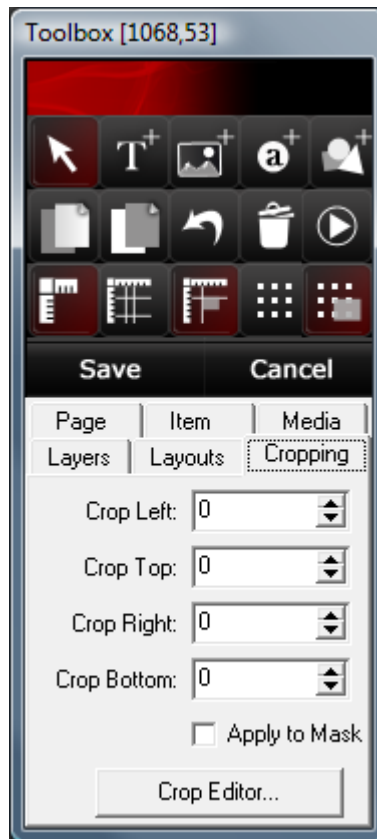 Toolbox [1068,53]
T+ + a+ +
Save Cancel
Page Item Media
Layers Layouts Cropping
Crop Left: 0
Crop Top: 0
Crop Right: 0
Crop Bottom: 0
Apply to Mask
Crop Editor...